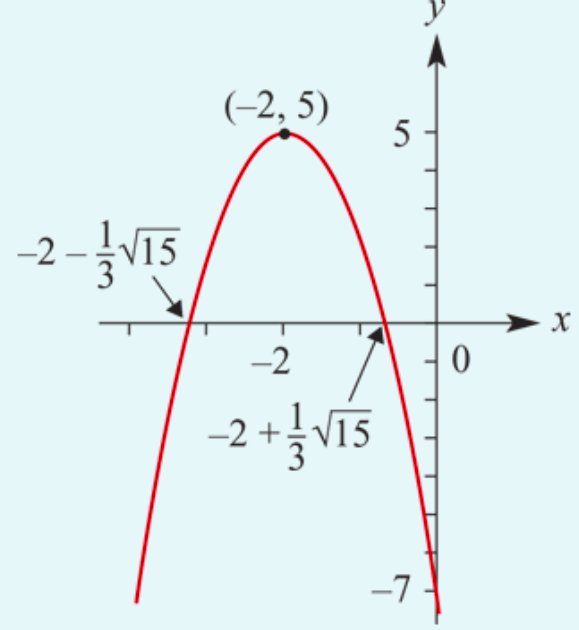 y
(–2, 5)
5
–2 – 1/3 √15
x
–2
0
–2 + 1/3 √15
–7